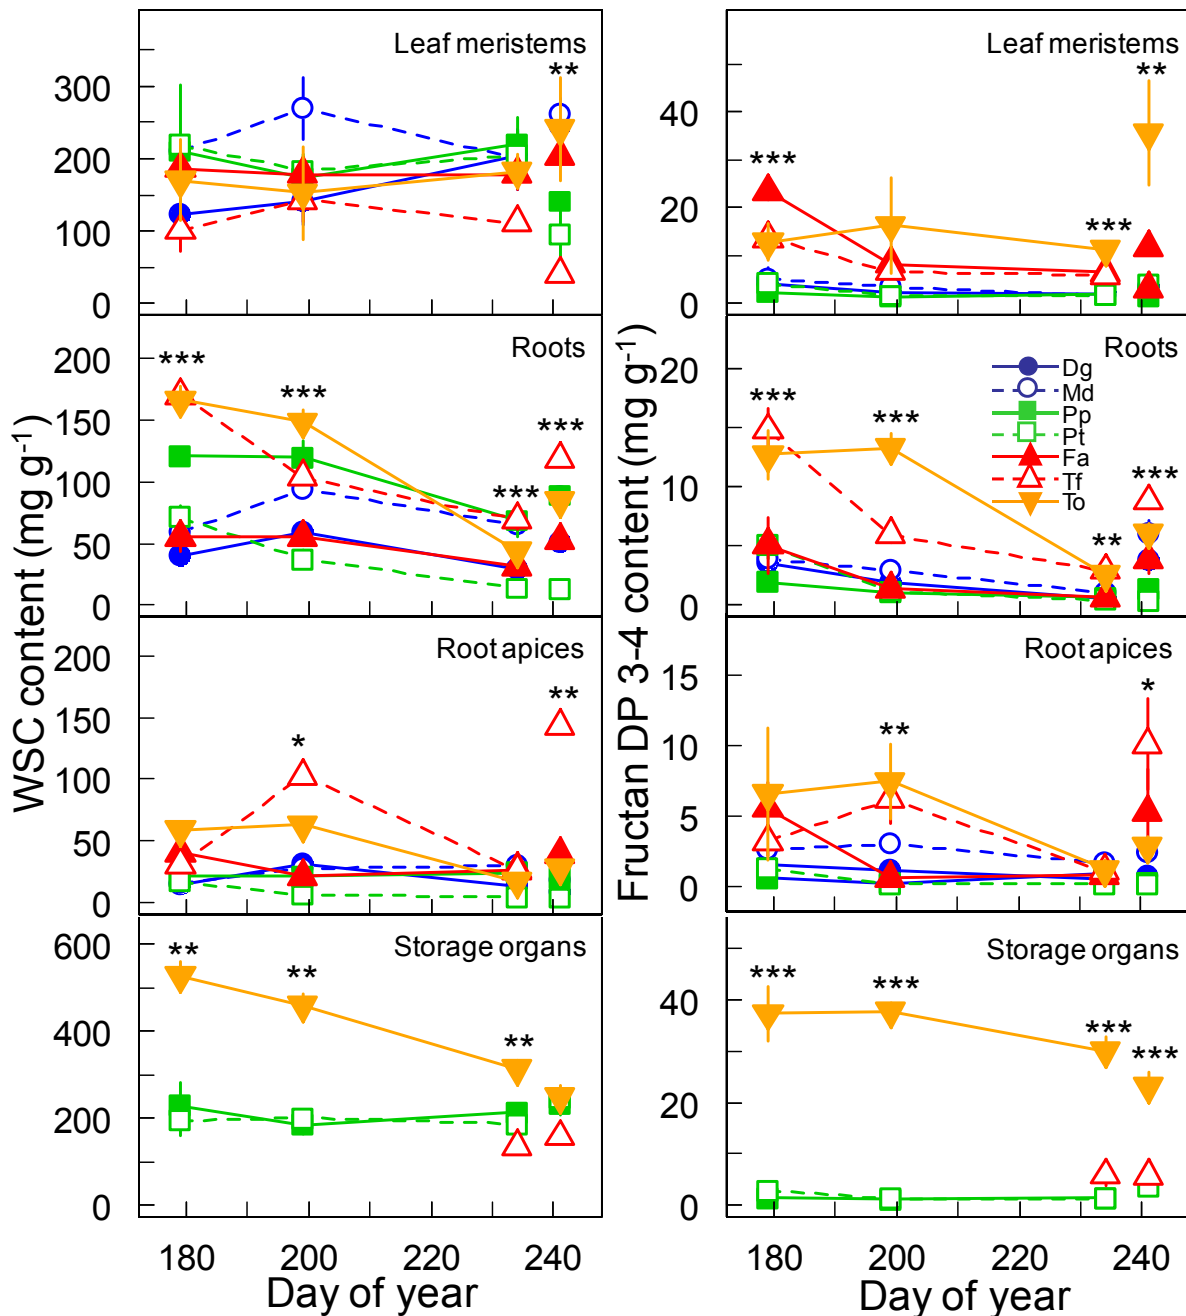 Leaf meristems
**
300
200
100
0
Leaf meristems
***
***
**
40
20
0
Roots
***
***
***
***
200
150
100
50
0
Roots
Dg
Md
Pp
Pt
Fa
Tf
To
***
***
**
***
20
10
0
Root apices
*
**
200
150
100
50
0
Root apices
**
*
15
10
5
0
Storage organs
**
**
**
600
400
200
0
Storage organs
***
***
***
***
40
20
0
WSC content (mg g⁻¹)
Fructan DP 3-4 content (mg g⁻¹)
180 200 220 240
180 200 220 240
Day of year
Day of year